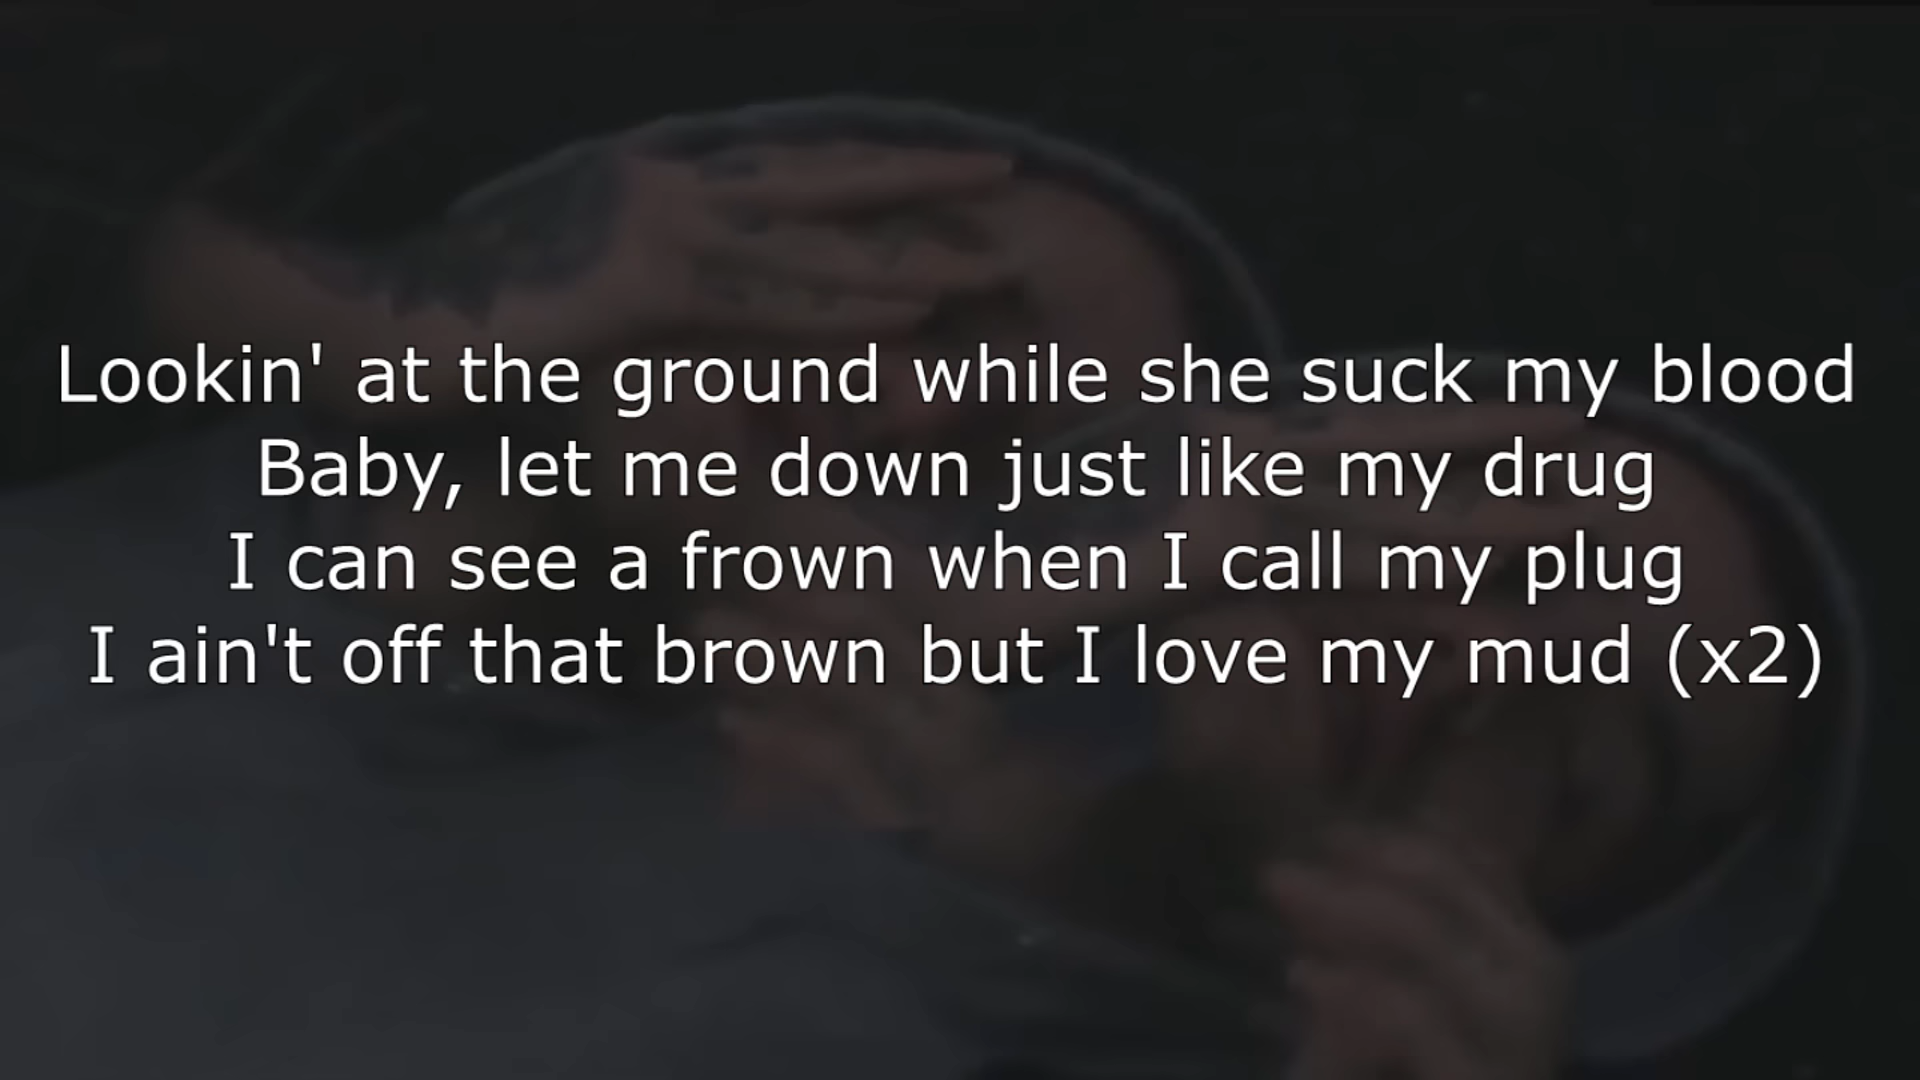 Lookin' at the ground while she suck my blood
Baby, let me down just like my drug
I can see a frown when I call my plug
I ain't off that brown but I love my mud (x2)